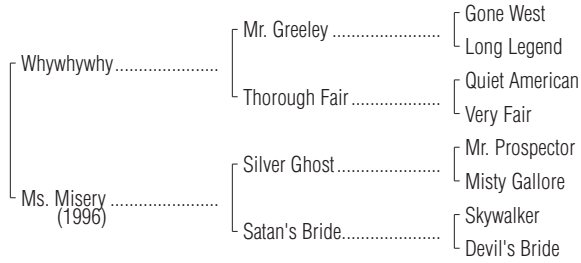 Gone West
Mr. Greeley ........................
Long Legend
Whywhywhy .......................
Quiet American
Thorough Fair ....................
Very Fair
Mr. Prospector
Silver Ghost .......................
Misty Gallore
Ms. Misery ........................
(1996)
Skywalker
Satan's Bride ......................
Devil's Bride